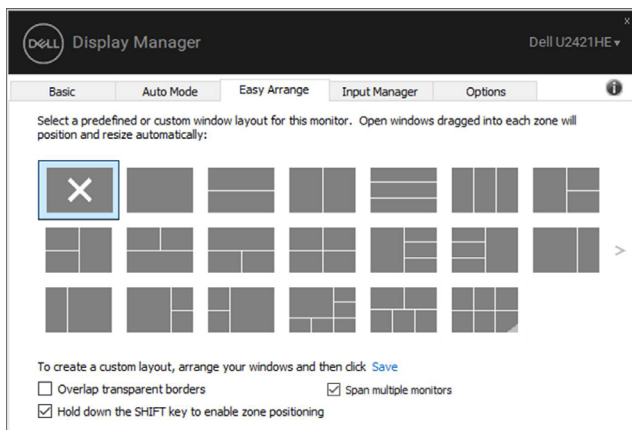 x
DELL Display Manager Dell U2421HE
Basic Auto Mode Easy Arrange Input Manager Options i
Select a predefined or custom window layout for this monitor. Open windows dragged into each zone will
position and resize automatically:
>
To create a custom layout, arrange your windows and then click Save
Overlap transparent borders Span multiple monitors
Hold down the SHIFT key to enable zone positioning